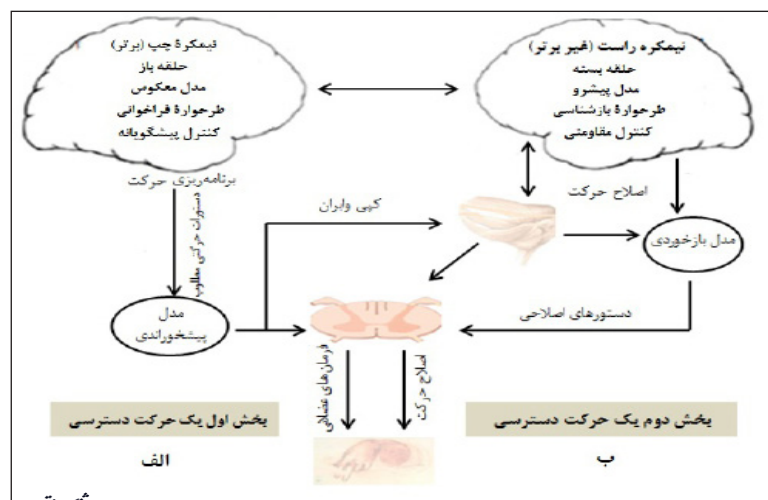 نیمکره راست (غیر برتر)
حلقه بسته
مدل پیشرو
طرحوارهٔ بازشناسی
کنترل مقاومتی
نیمکرهٔ چپ (برتر)
حلقه باز
مدل معکوس
طرحوارهٔ فراخوانی
کنترل پیشگویانه
برنامه‌ریزی حرکت
دستورات حرکتی مطلوب
کپی وابران
اصلاح حرکت
مدل بازخوردی
مدل
پیشخوراندی
دستورهای اصلاحی
فرمان‌های عضلانی
اصلاح حرکت
بخش دوم یک حرکت دسترسی
ب
بخش اول یک حرکت دسترسی
الف